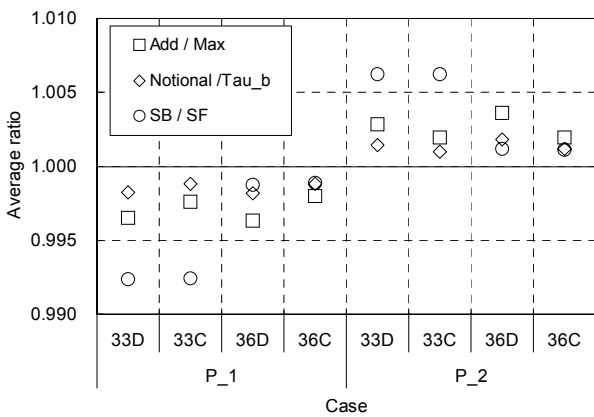 1.010
1.005
1.000
0.995
0.990
Average ratio
Add / Max
Notional /Tau_b
SB / SF
33D 33C 36D 36C 33D 33C 36D 36C
P_1 P_2
Case